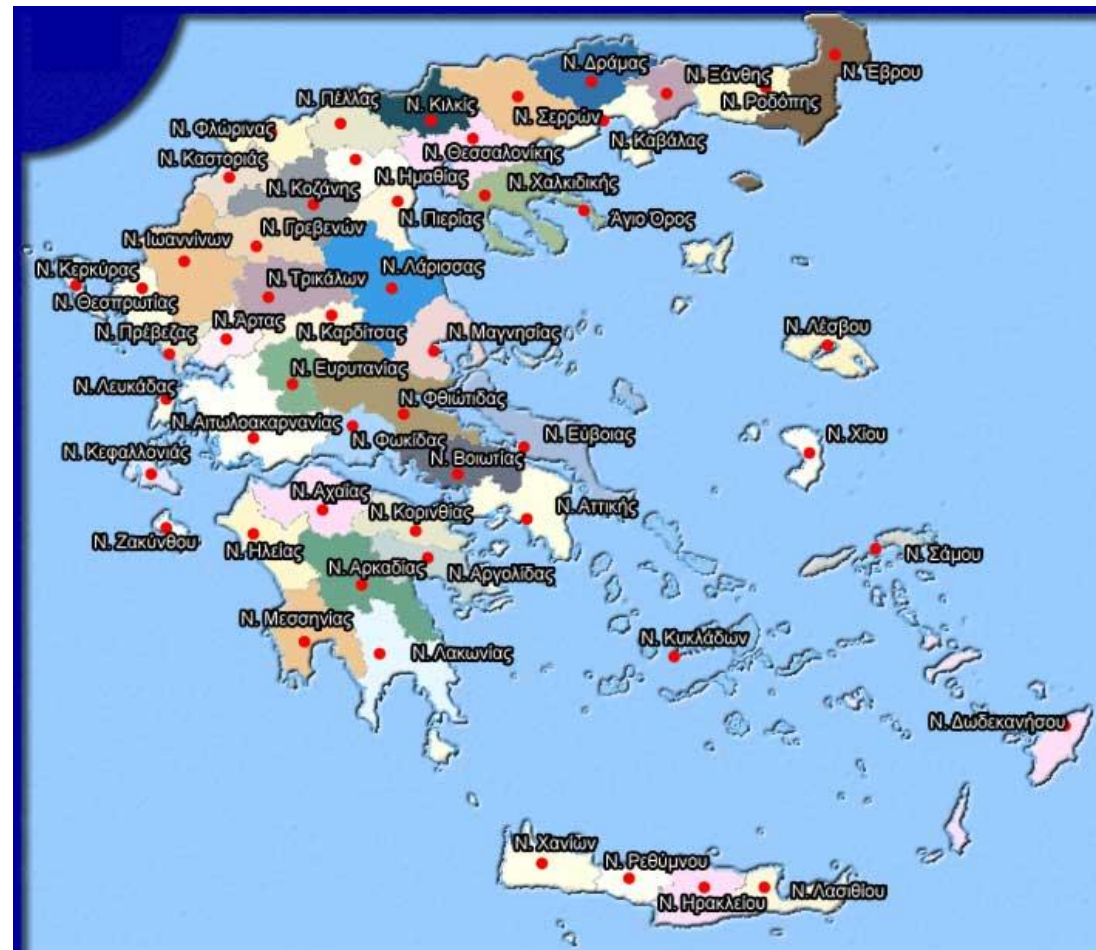 Ν. Δράμας
Ν. Ξάνθης
Ν. Έβρου
Ν. Ροδόπης
Ν. Πέλλας
Ν. Κιλκίς
Ν. Σερρών
Ν. Φλώρινας
Ν. Καβάλας
Ν. Θεσσαλονίκης
Ν. Καστοριάς
Ν. Ημαθίας
Ν. Χαλκιδικής
Ν. Κοζάνης
Ν. Πιερίας
Άγιο Όρος
Ν. Γρεβενών
Ν. Ιωαννίνων
Ν. Κερκύρας
Ν. Τρικάλων
Ν. Λάρισσας
Ν. Θεσπρωτίας
Ν. Άρτας
Ν. Πρέβεζας
Ν. Καρδίτσας
Ν. Μαγνησίας
Ν. Λέσβου
Ν. Ευρυτανίας
Ν. Λευκάδας
Ν. Φθιώτιδας
Ν. Αιτωλοακαρνανίας
Ν. Φωκίδας
Ν. Εύβοιας
Ν. Χίου
Ν. Κεφαλλονιάς
Ν. Βοιωτίας
Ν. Αχαίας
Ν. Κορινθίας
Ν. Αττικής
Ν. Ζακύνθου
Ν. Ηλείας
Ν. Σάμου
Ν. Αρκαδίας
Ν. Αργολίδας
Ν. Μεσσηνίας
Ν. Κυκλάδων
Ν. Λακωνίας
Ν. Δωδεκανήσου
Ν. Χανίων
Ν. Ρεθύμνου
Ν. Λασιθίου
Ν. Ηρακλείου